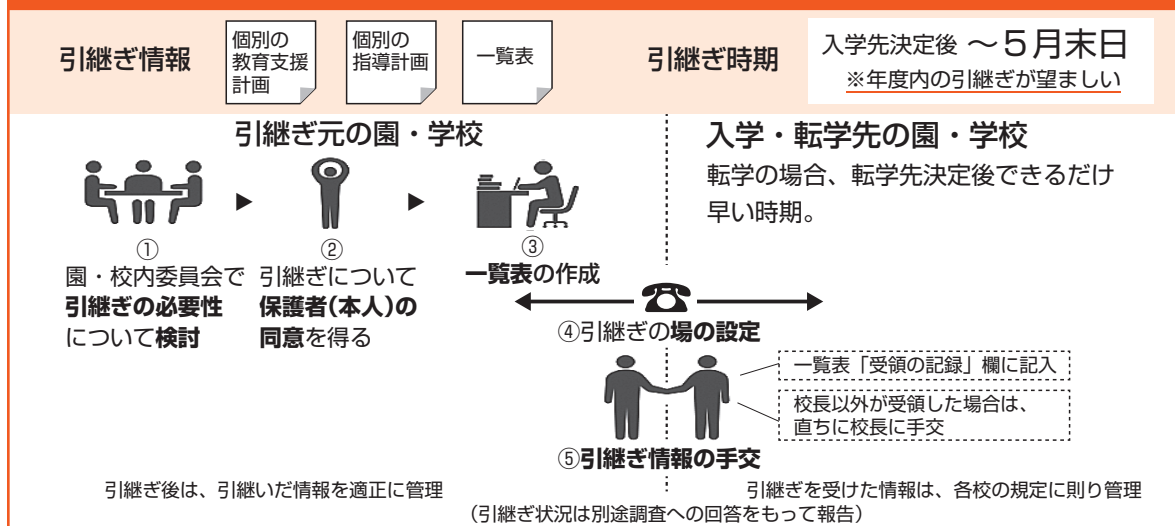 引継ぎ情報
個別の
教育支援
計画
個別の
指導計画
一覧表
引継ぎ時期
入学先決定後 〜５月末日
※年度内の引継ぎが望ましい
引継ぎ元の園・学校
入学・転学先の園・学校
転学の場合、転学先決定後できるだけ
早い時期。
①
園・校内委員会で
引継ぎの必要性
について検討
②
引継ぎについて
保護者(本人)の
同意を得る
③
一覧表の作成
④引継ぎの場の設定
一覧表「受領の記録」欄に記入
校長以外が受領した場合は、
直ちに校長に手交
⑤引継ぎ情報の手交
引継ぎ後は、引継いだ情報を適正に管理
引継ぎを受けた情報は、各校の規定に則り管理
（引継ぎ状況は別途調査への回答をもって報告）